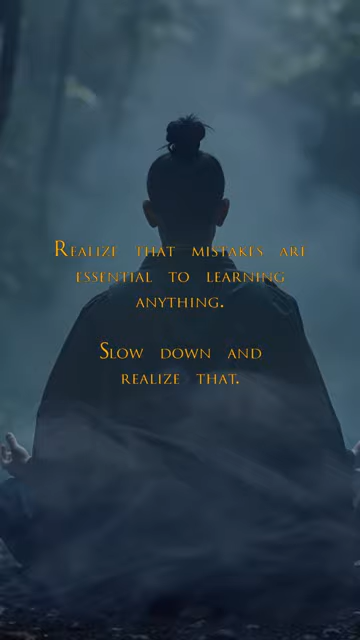 Realize that mistakes are
essential to learning
anything.
Slow down and
realize that.